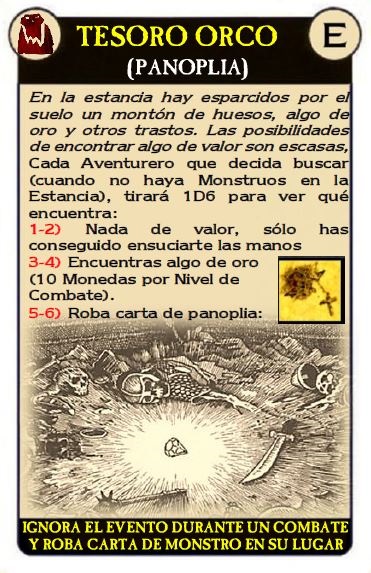 TESORO ORCO
E
(PANOPLIA)
En la estancia hay esparcidos por el
suelo un montón de huesos, algo de
oro y otros trastos. Las posibilidades
de encontrar algo de valor son escasas,
Cada Aventurero que decida buscar
(cuando no haya Monstruos en la
Estancia), tirará 1D6 para ver qué
encuentra:
1-2) Nada de valor, sólo has
conseguido ensuciarte las manos
3-4) Encuentras algo de oro
(10 Monedas por Nivel de
Combate).
5-6) Roba carta de panoplia:
IGNORA EL EVENTO DURANTE UN COMBATE
Y ROBA CARTA DE MONSTRO EN SU LUGAR